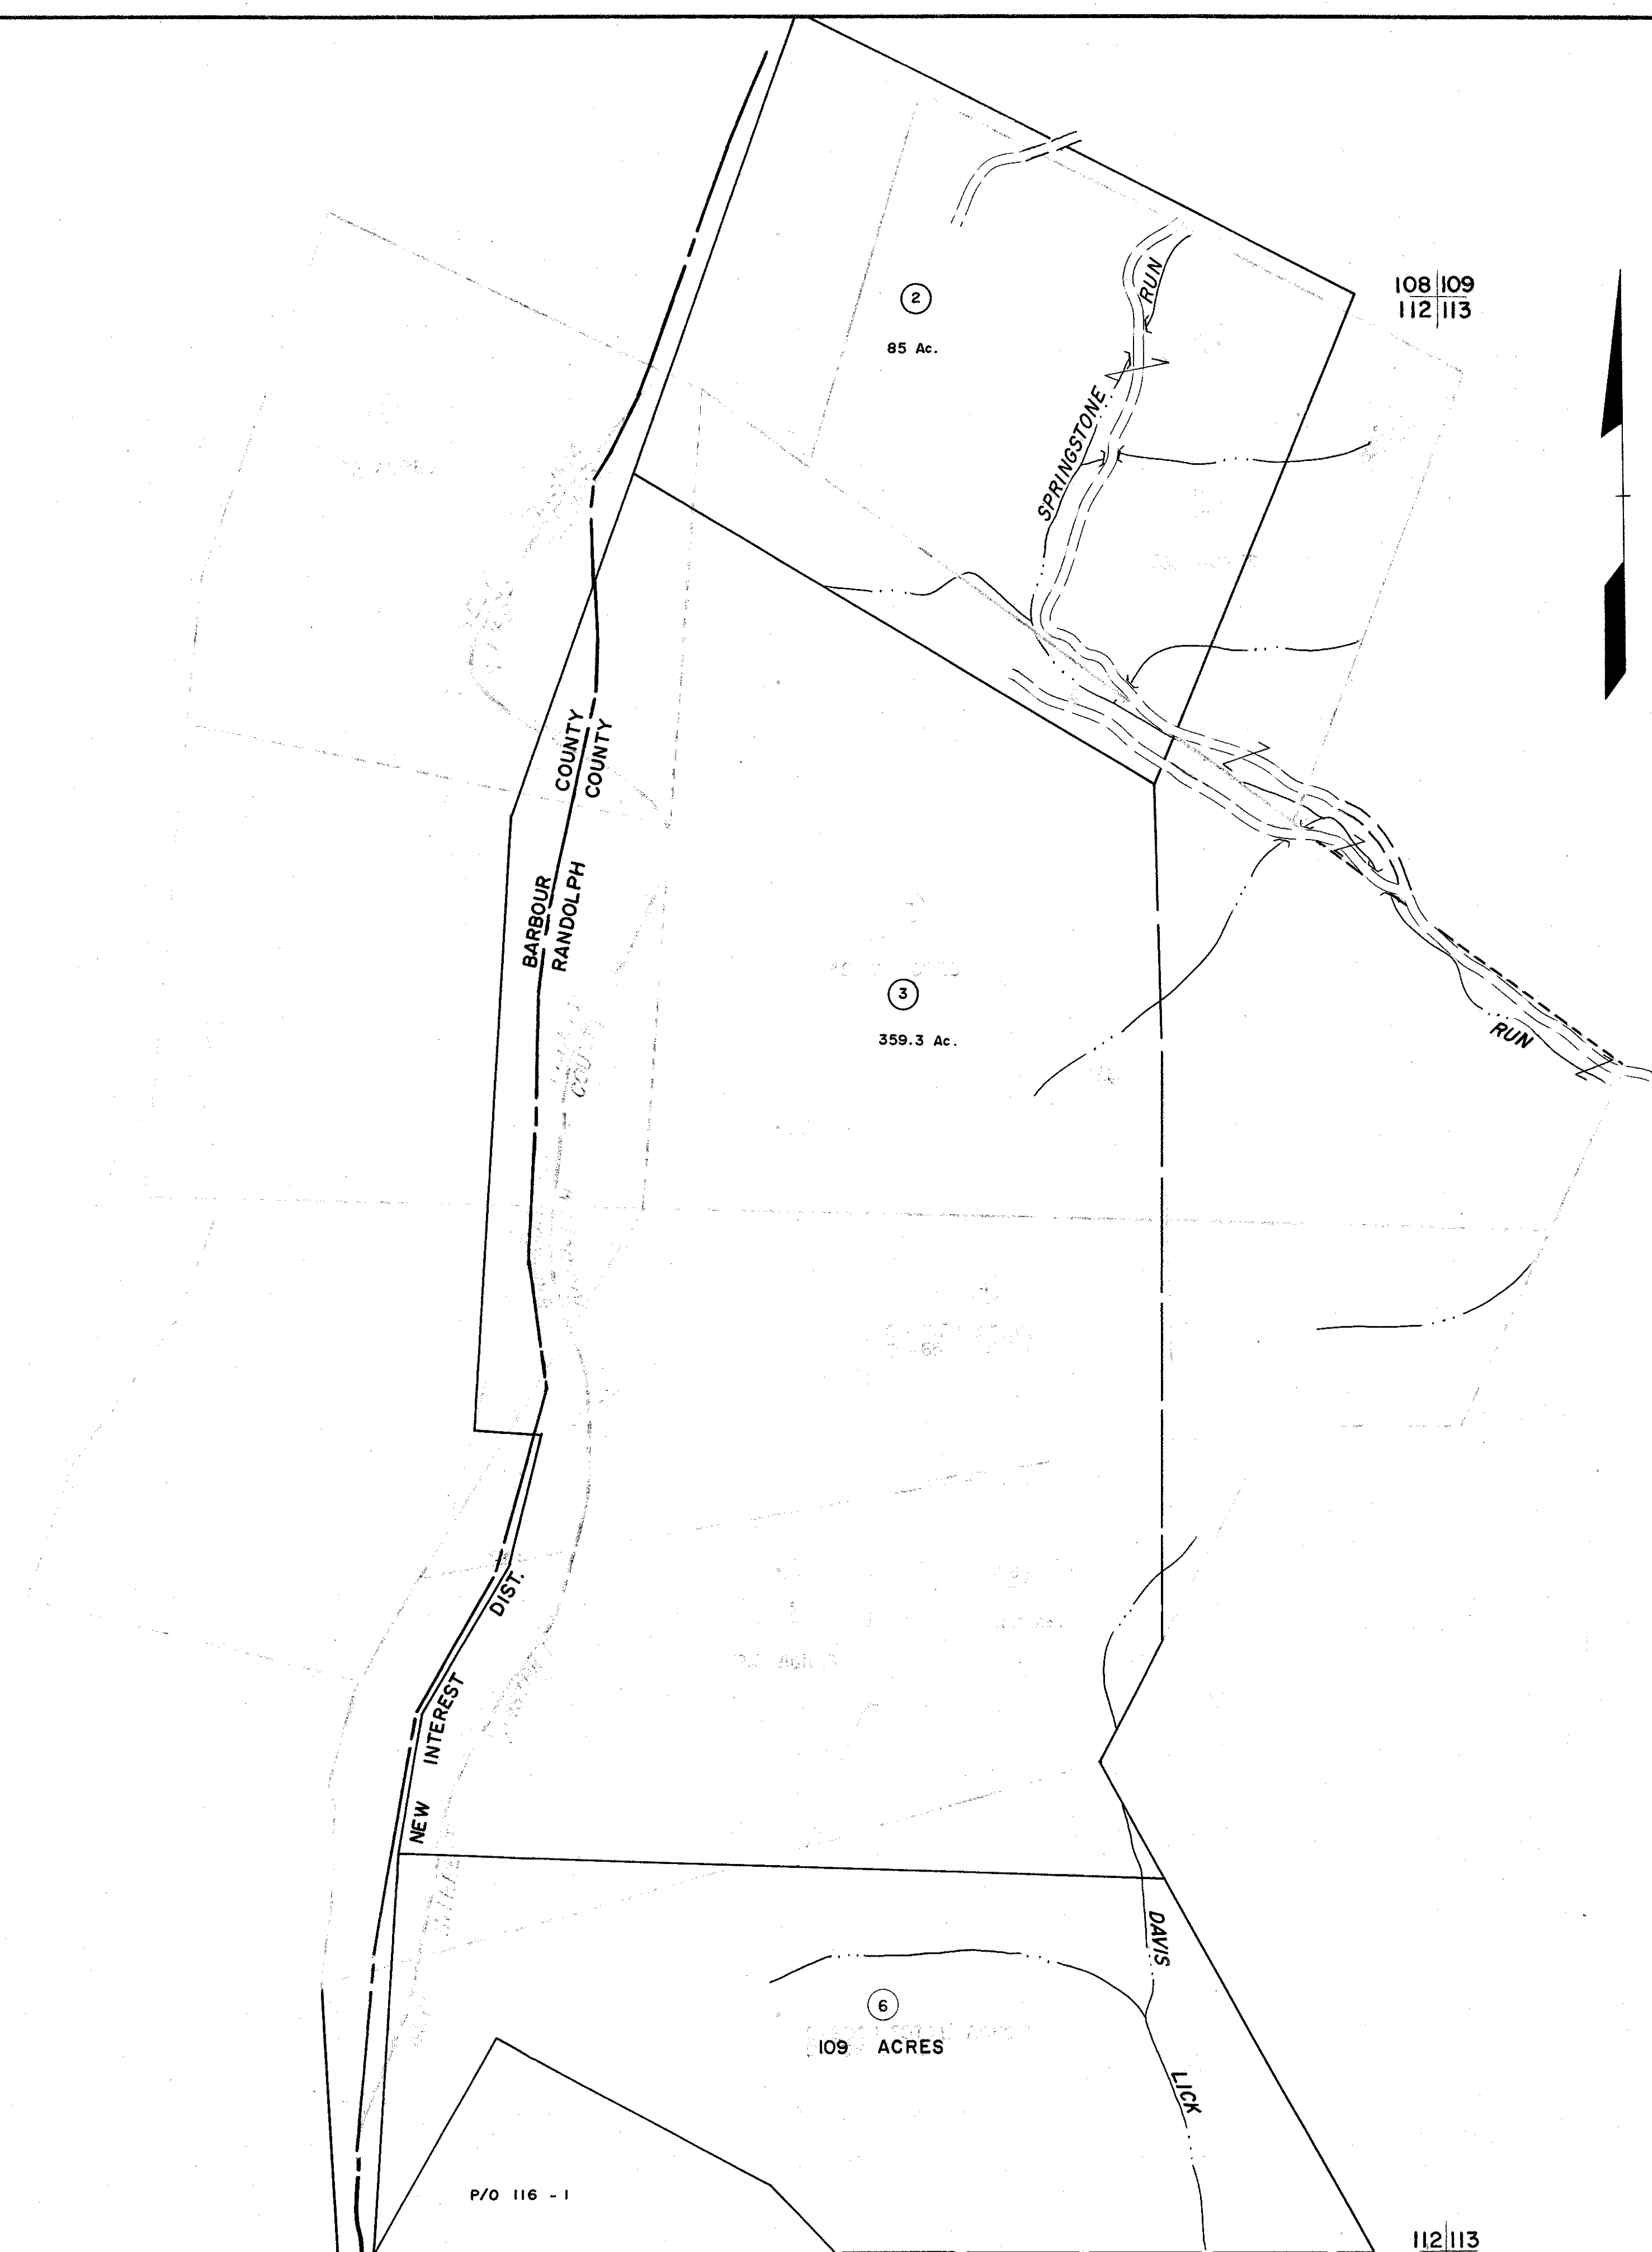 108 109
112 113
2
85 Ac.
RUN
SPRINGSTONE
BARBOUR COUNTY
RANDOLPH COUNTY
3
359.3 Ac.
RUN
NEW INTEREST DIST.
DAVIS
LICK
6
109 ACRES
P/O 116 - 1
112 113